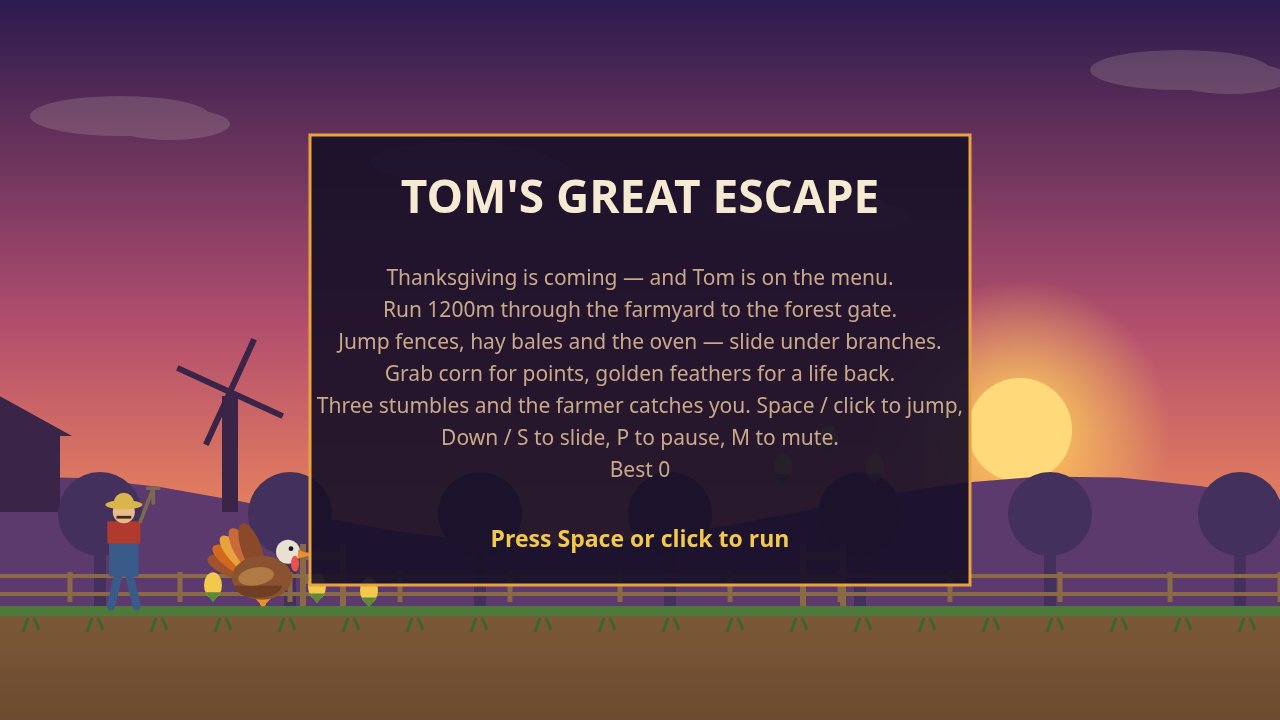 TOM'S GREAT ESCAPE
Thanksgiving is coming — and Tom is on the menu.
Run 1200m through the farmyard to the forest gate.
Jump fences, hay bales and the oven — slide under branches.
Grab corn for points, golden feathers for a life back.
Three stumbles and the farmer catches you. Space / click to jump,
Down / S to slide, P to pause, M to mute.
Best 0
Press Space or click to run